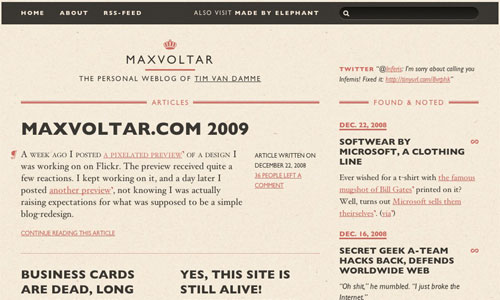 HOME ABOUT RSS-FEED ALSO VISIT MADE BY ELEPHANT
MAXVOLTAR
THE PERSONAL WEBLOG OF TIM VAN DAMME
TWITTER "@Inferis: I'm sorry about calling you
Infernis! Fixed it:
ARTICLES
MAXVOLTAR.COM 2009
¶ A WEEK AGO I POSTED A PIXELATED PREVIEW* OF A DESIGN I
was working on on Flickr. The preview received quite a
few reactions. I kept working on it, and a day later I
posted another preview*, not knowing I was actually
raising expectations for what was supposed to be a simple
blog-redesign.
CONTINUE READING THIS ARTICLE
ARTICLE WRITTEN ON
DECEMBER 22, 2008
36 PEOPLE LEFT A
COMMENT
BUSINESS CARDS
ARE DEAD, LONG
YES, THIS SITE IS
STILL ALIVE!
FOUND & NOTED
DEC. 22, 2008
SOFTWEAR BY
MICROSOFT, A CLOTHING
LINE
∞
Ever wished for a t-shirt with the famous
mugshot of Bill Gates* printed on it?
Well, turns out Microsoft sells them
theirselves*. (via*)
DEC. 16, 2008
SECRET GEEK A-TEAM
HACKS BACK, DEFENDS
WORLDWIDE WEB
∞
"Oh shit," he mumbled. "I just broke the
Internet."